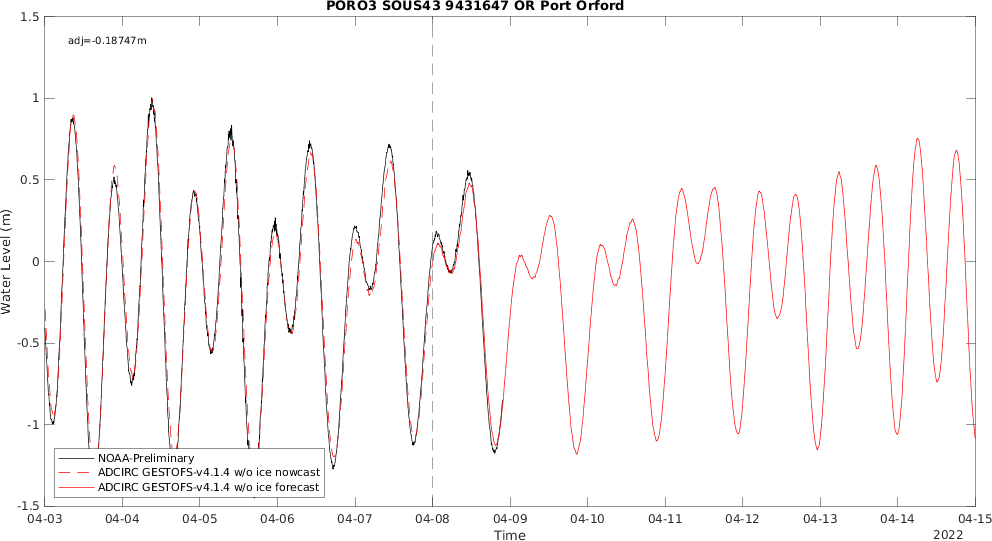 PORO3 SOUS43 9431647 OR Port Orford
adj=-0.18747m
1.5
1
0.5
0
-0.5
-1
-1.5
Water Level (m)
NOAA-Preliminary
ADCIRC GESTOFS-v4.1.4 w/o ice nowcast
ADCIRC GESTOFS-v4.1.4 w/o ice forecast
04-03 04-04 04-05 04-06 04-07 04-08 04-09 04-10 04-11 04-12 04-13 04-14 04-15
Time
2022